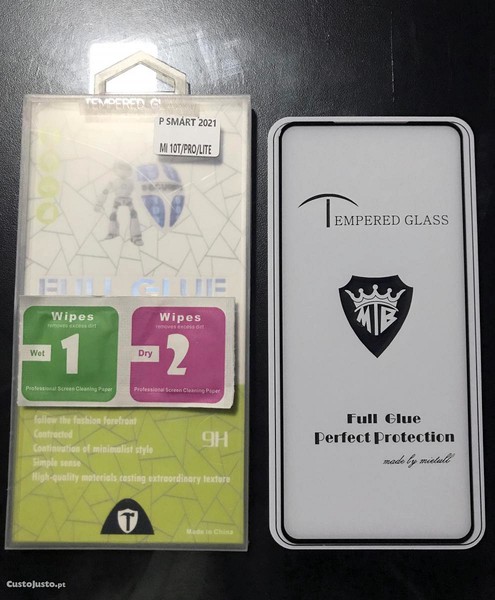 TEMPERED GL
P SMART 2021
MI 10T/PRO/LITE
FULL GLUE
Wipes
removes excess dirt
Wet
1
Professional Screen Cleaning Paper
Wipes
removes excess dirt
Dry
2
Professional Screen Cleaning Paper
follow the fashion forefront
Contracted
Continuation of minimalist style
Simple sense
High-quality materials casting extraordinary texture
9H
T
Made in China
TEMPERED GLASS
MTB
Full Glue
Perfect Protection
made by mietull
CustoJusto.pt